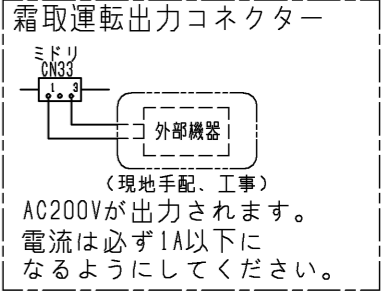 霜取運転出力コネクター
ミドリ
CN33
1 3
外部機器
(現地手配、工事)
AC200Vが出力されます。
電流は必ず1A以下に
なるようにしてください。